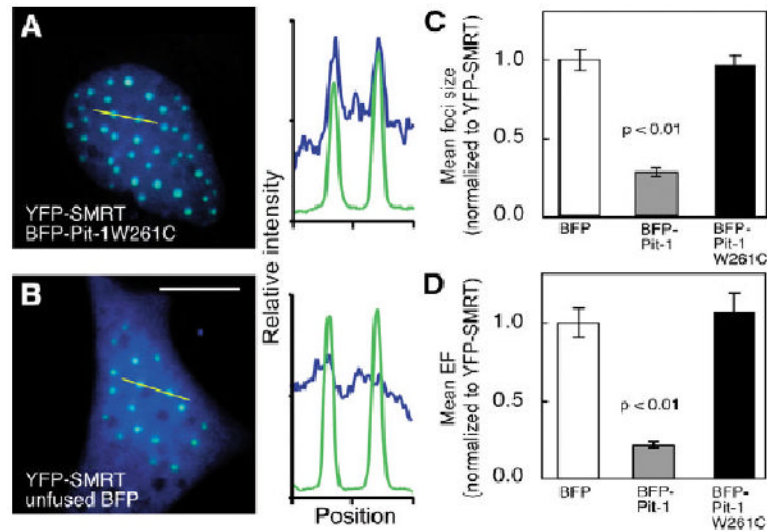 A
YFP-SMRT
BFP-Pit-1W261C
B
YFP-SMRT
unfused BFP
Relative intensity
Position
C
Mean foci size
(normalized to YFP-SMRT)
1.0
0.5
0.0
p < 0.01
BFP
BFP-
Pit-1
BFP-
Pit-1
W261C
D
Mean EF
(normalized to YFP-SMRT)
1.0
0.5
0.0
p < 0.01
BFP
BFP-
Pit-1
BFP-
Pit-1
W261C